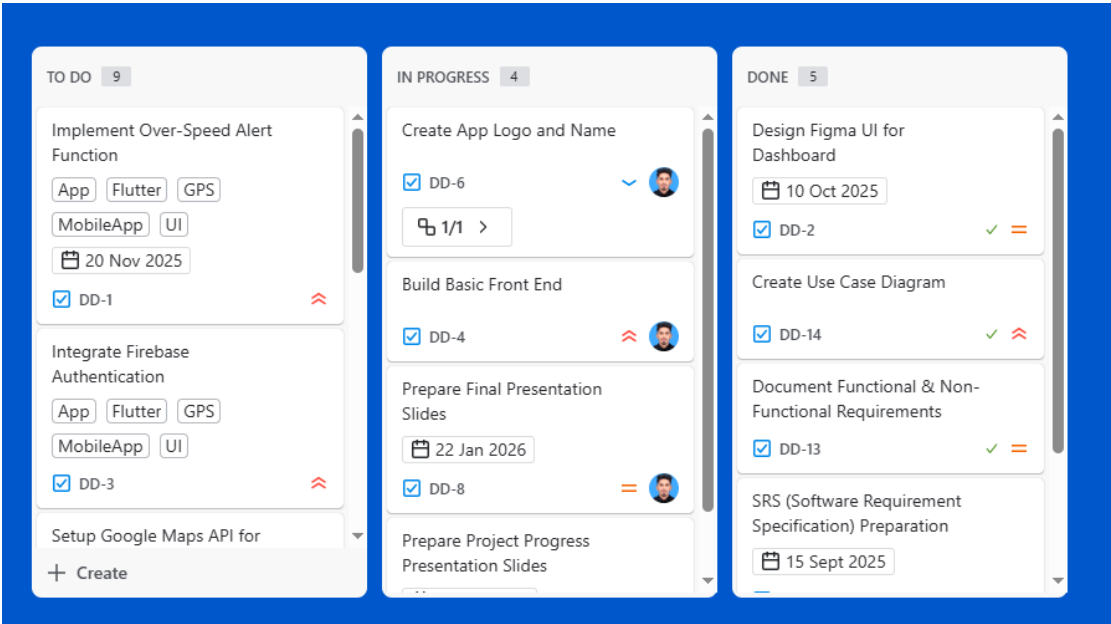 TO DO 9
Implement Over-Speed Alert
Function
App Flutter GPS
MobileApp UI
20 Nov 2025
DD-1
Integrate Firebase
Authentication
App Flutter GPS
MobileApp UI
DD-3
Setup Google Maps API for
+ Create
IN PROGRESS 4
Create App Logo and Name
DD-6
1/1 >
Build Basic Front End
DD-4
Prepare Final Presentation
Slides
22 Jan 2026
DD-8
Prepare Project Progress
Presentation Slides
DONE 5
Design Figma UI for
Dashboard
10 Oct 2025
DD-2
Create Use Case Diagram
DD-14
Document Functional & Non-
Functional Requirements
DD-13
SRS (Software Requirement
Specification) Preparation
15 Sept 2025